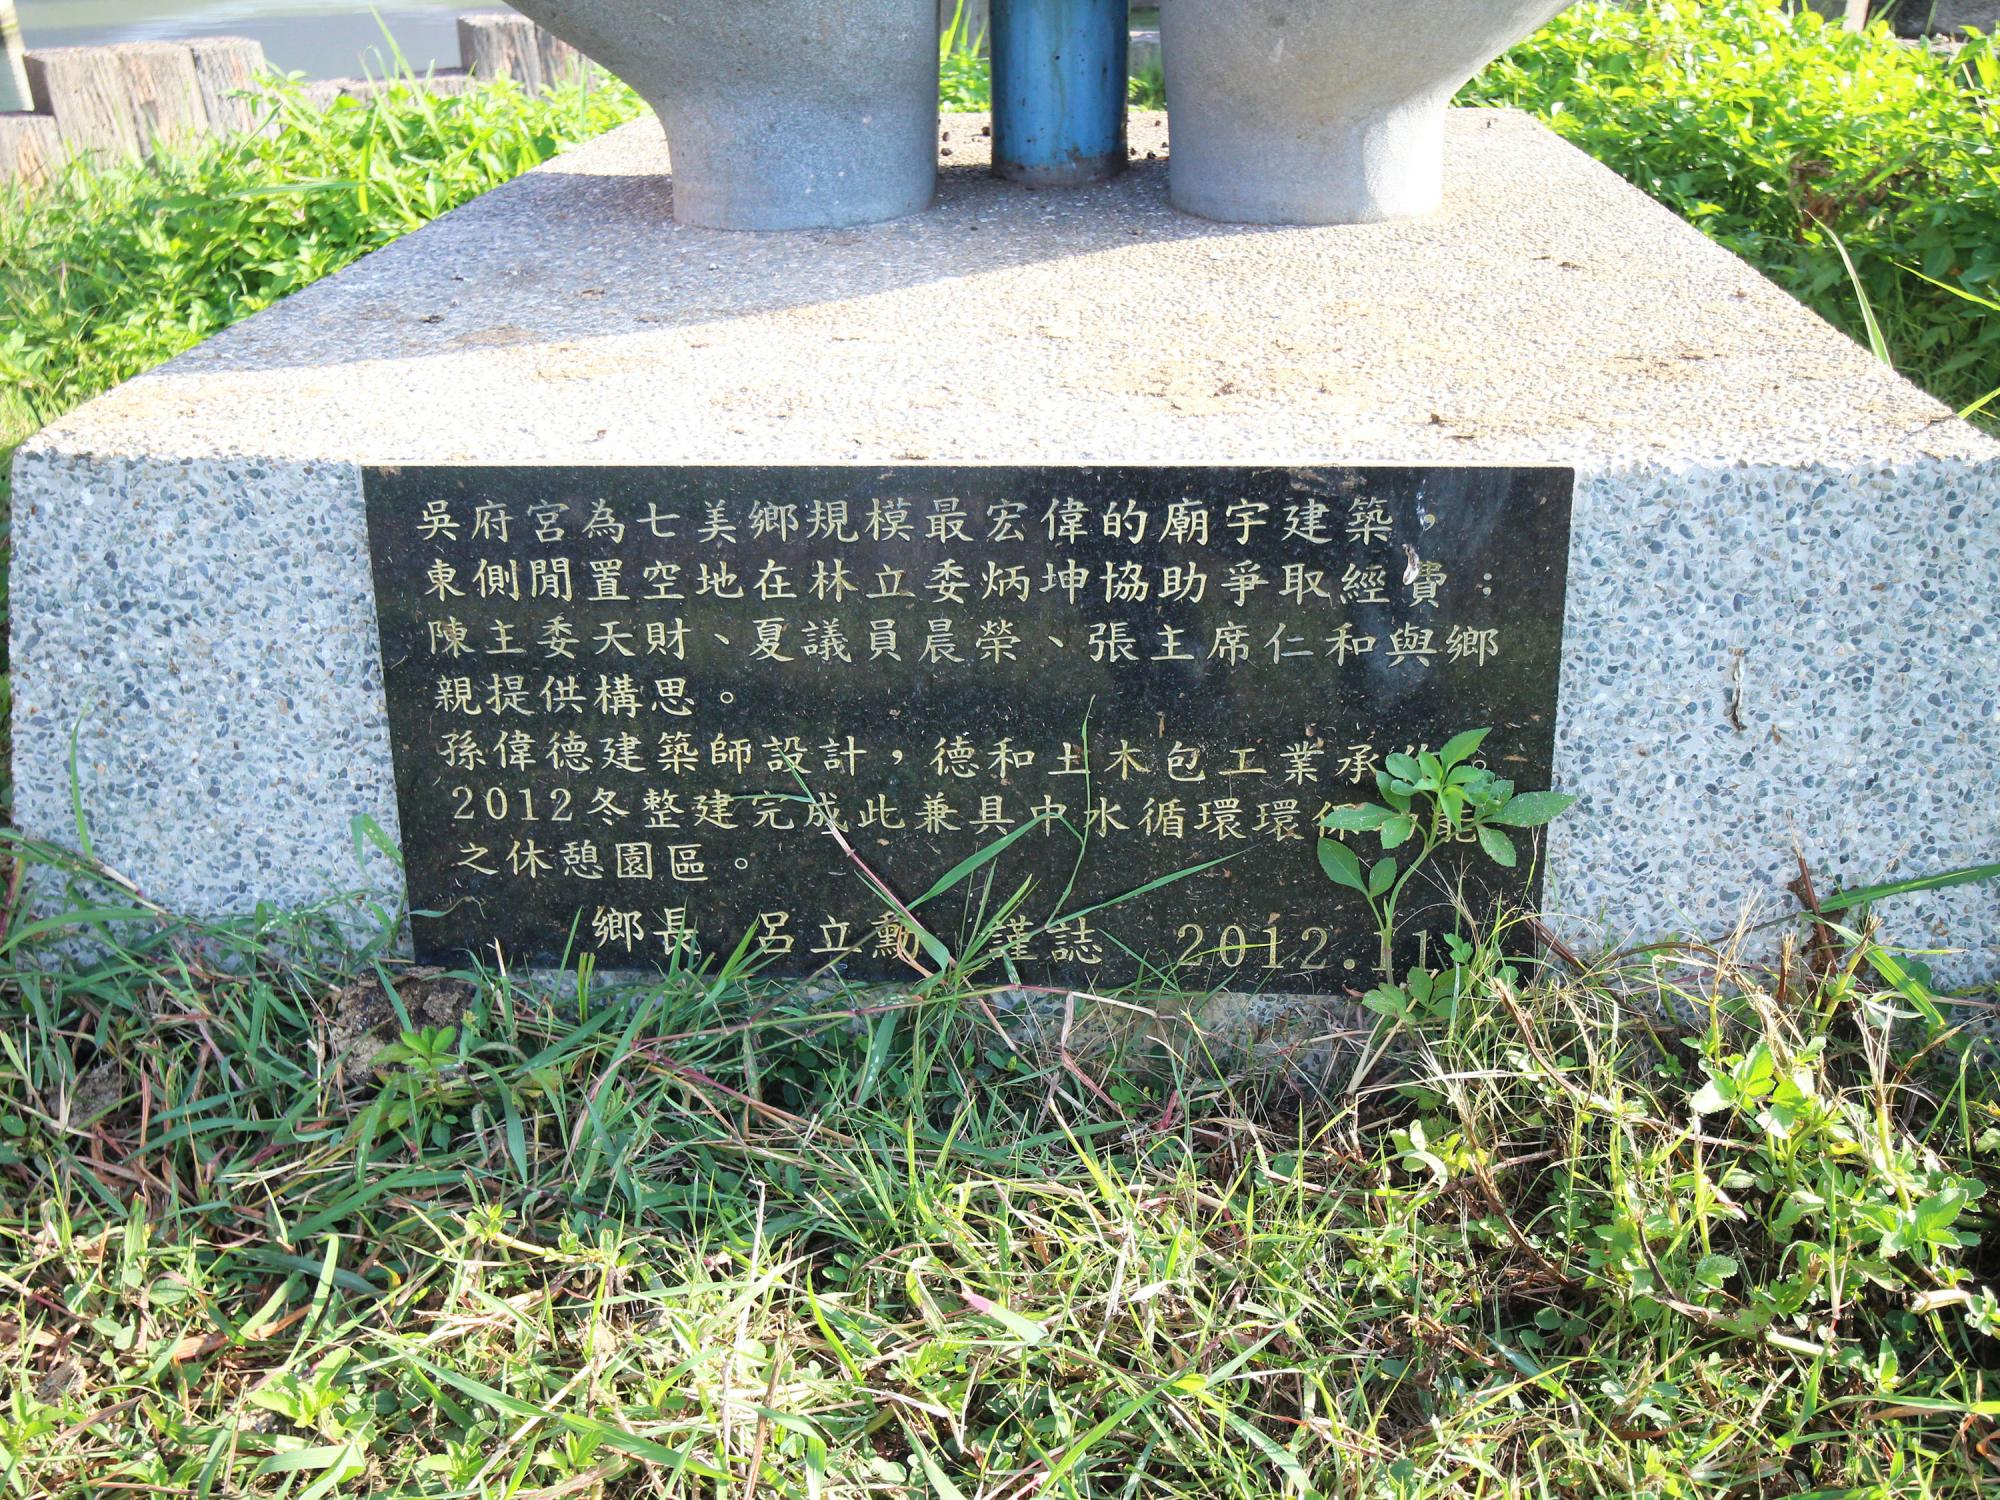 吳府宮為七美鄉規模最宏偉的廟宇建築，
東側閒置空地在林立委炳坤協助爭取經費；
陳主委天財、夏議員晨榮、張主席仁和與鄉
親提供構思。
孫偉德建築師設計，德和土木包工業承 。
2012冬整建完成此兼具中水循環環保
之休憩園區。
鄉長 呂立勳 謹誌 2012.11